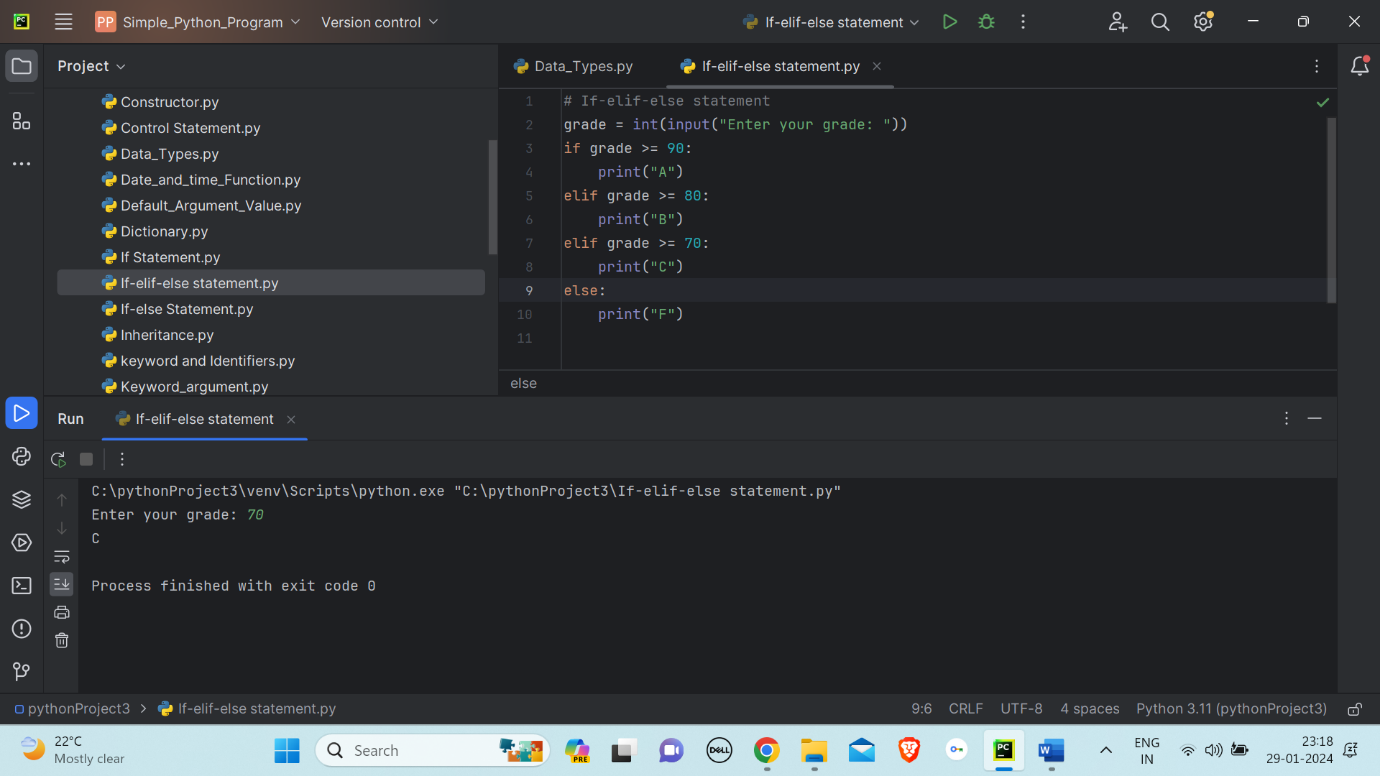 PC
PP Simple_Python_Program
Version control
If-elif-else statement
Project
Data_Types.py
If-elif-else statement.py
Constructor.py
Control Statement.py
Data_Types.py
Date_and_time_Function.py
Default_Argument_Value.py
Dictionary.py
If Statement.py
If-elif-else statement.py
If-else Statement.py
Inheritance.py
keyword and Identifiers.py
Keyword_argument.py
1 # If-elif-else statement
2 grade = int(input("Enter your grade: "))
3 if grade >= 90:
4     print("A")
5 elif grade >= 80:
6     print("B")
7 elif grade >= 70:
8     print("C")
9 else:
10     print("F")
11
else
Run
If-elif-else statement
C:\pythonProject3\venv\Scripts\python.exe "C:\pythonProject3\If-elif-else statement.py"
Enter your grade: 70
C
Process finished with exit code 0
pythonProject3 > If-elif-else statement.py
9:6 CRLF UTF-8 4 spaces Python 3.11 (pythonProject3)
22°C
Mostly clear
Search
PRE
DELL
PC
W
ENG
IN
23:18
29-01-2024